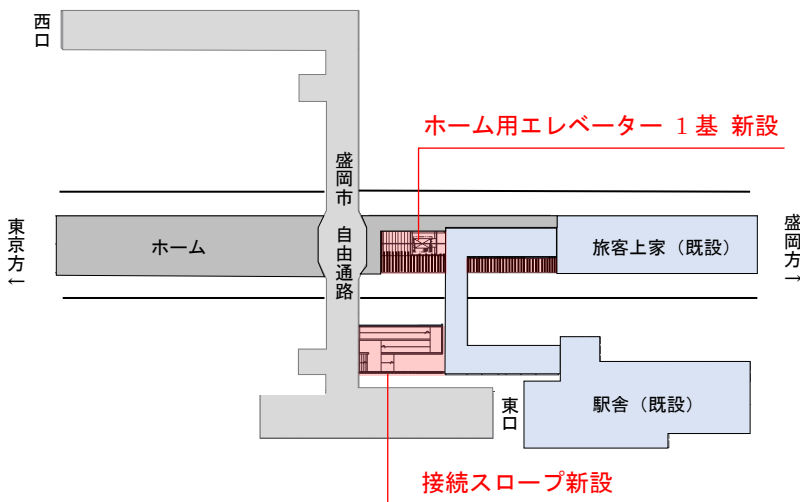 西口
ホーム用エレベーター 1基 新設
盛岡市 自由通路
東京方←
ホーム
旅客上家（既設）
盛岡方→
東口
駅舎（既設）
接続スロープ新設